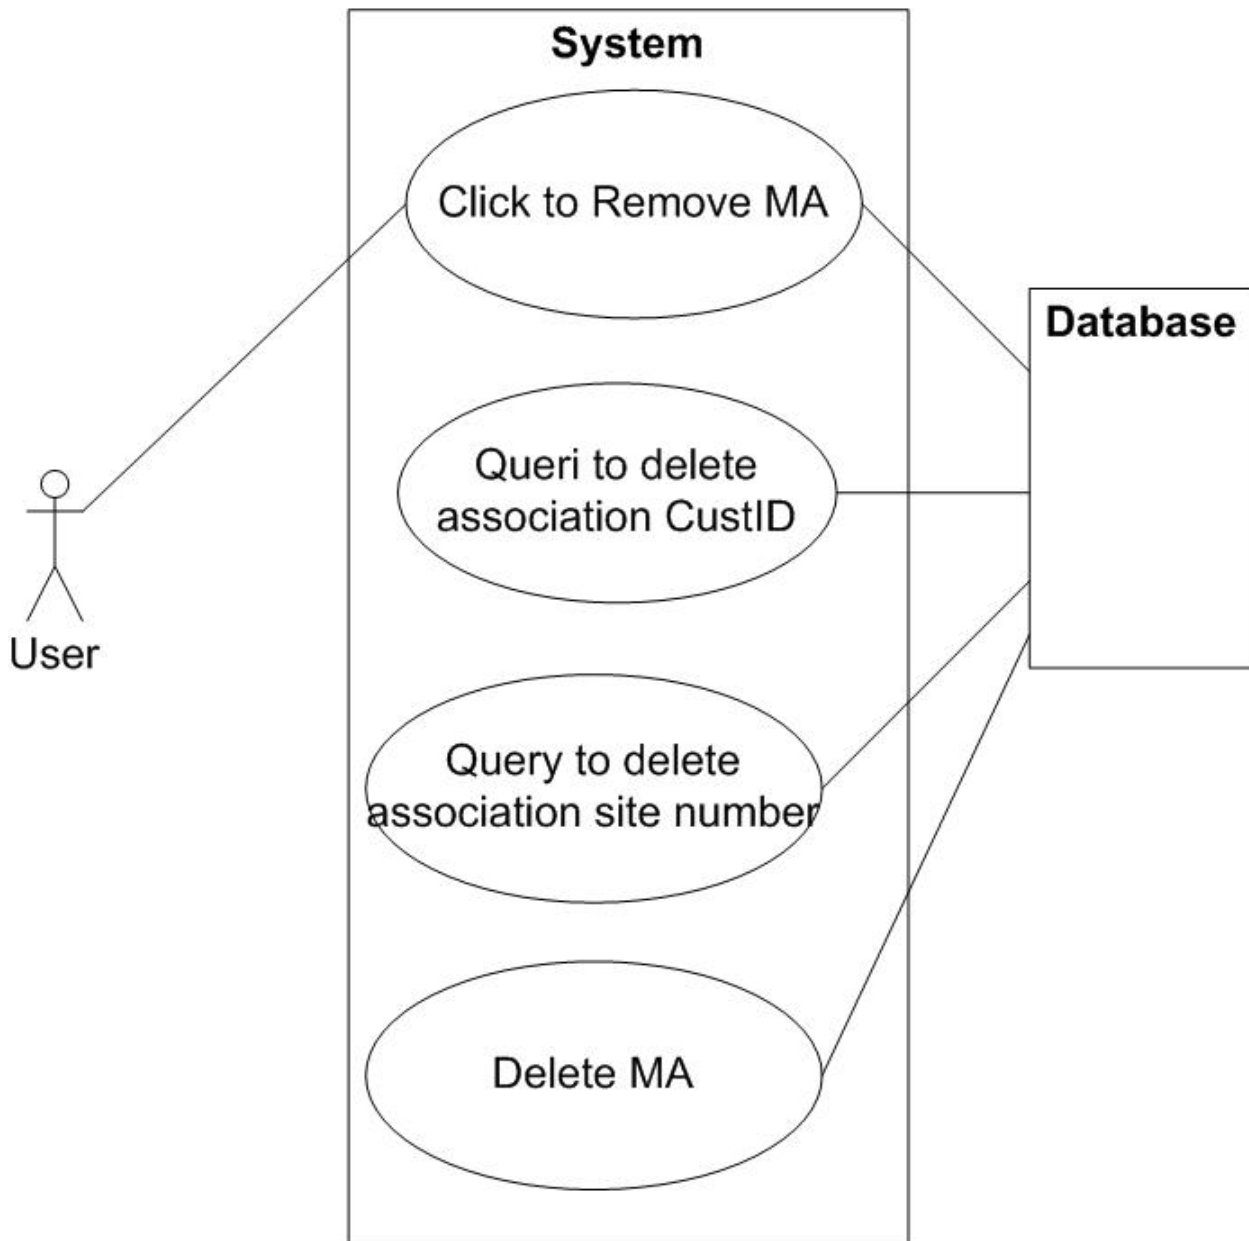 System
Click to Remove MA
Database
Queri to delete
association CustID
User
Query to delete
association site number
Delete MA